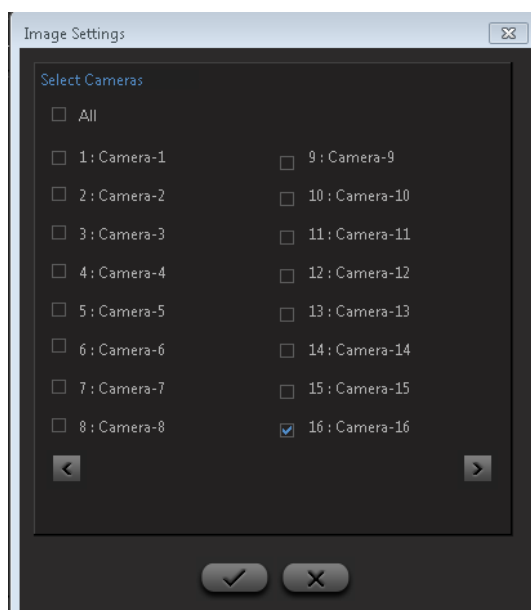 Image Settings
Select Cameras
All
1 : Camera-1
2 : Camera-2
3 : Camera-3
4 : Camera-4
5 : Camera-5
6 : Camera-6
7 : Camera-7
8 : Camera-8
9 : Camera-9
10 : Camera-10
11 : Camera-11
12 : Camera-12
13 : Camera-13
14 : Camera-14
15 : Camera-15
16 : Camera-16